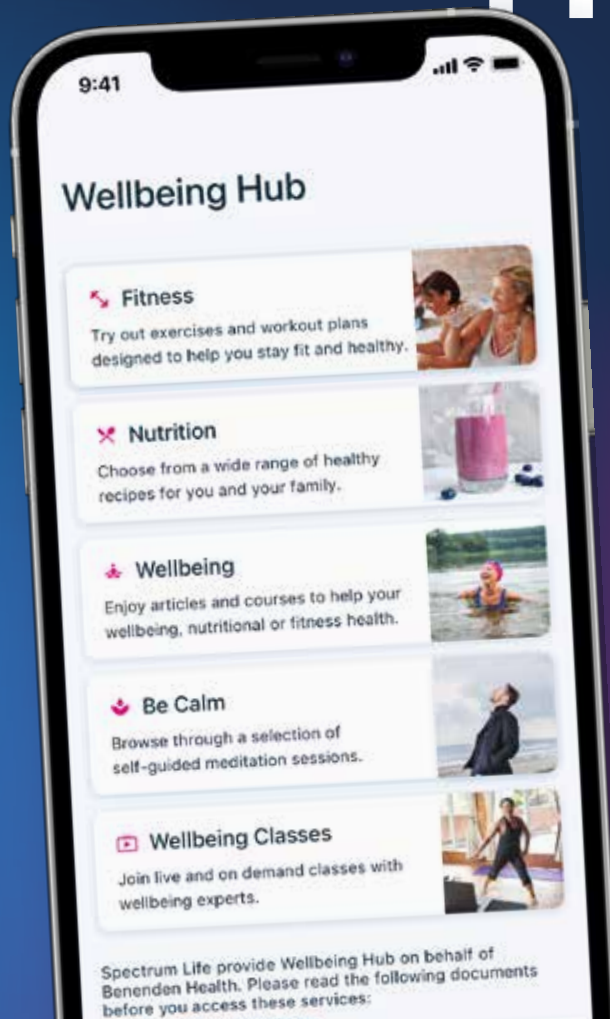 9:41
Wellbeing Hub
Fitness
Try out exercises and workout plans
designed to help you stay fit and healthy.
Nutrition
Choose from a wide range of healthy
recipes for you and your family.
Wellbeing
Enjoy articles and courses to help your
wellbeing, nutritional or fitness health.
Be Calm
Browse through a selection of
self-guided meditation sessions.
Wellbeing Classes
Join live and on demand classes with
wellbeing experts.
Spectrum Life provide Wellbeing Hub on behalf of
Benenden Health. Please read the following documents
before you access these services: